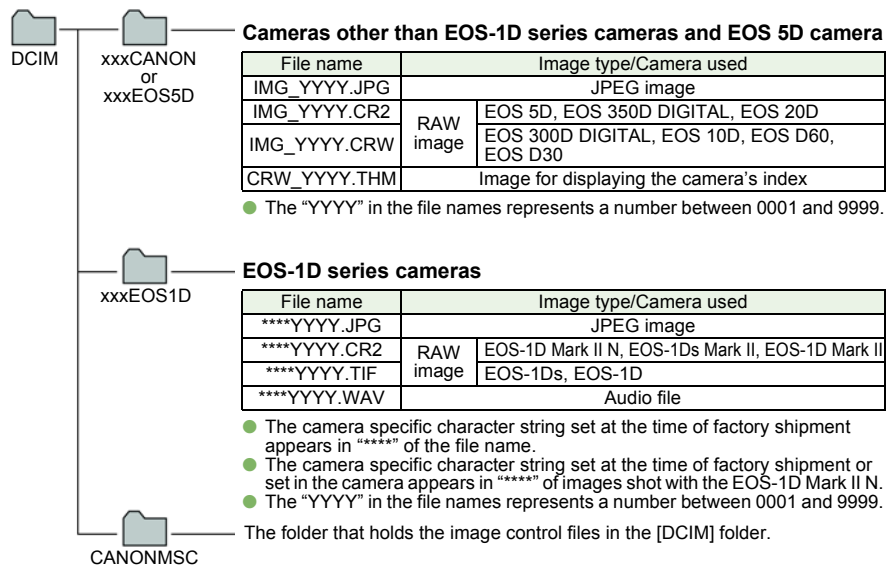 DCIM
xxxCANON
or
xxxEOS5D
Cameras other than EOS-1D series cameras and EOS 5D camera
File name Image type/Camera used
IMG_YYYY.JPG JPEG image
IMG_YYYY.CR2 RAW image EOS 5D, EOS 350D DIGITAL, EOS 20D
IMG_YYYY.CRW EOS 300D DIGITAL, EOS 10D, EOS D60,
EOS D30
CRW_YYYY.THM Image for displaying the camera's index
● The “YYYY” in the file names represents a number between 0001 and 9999.
xxxEOS1D
EOS-1D series cameras
File name Image type/Camera used
****YYYY.JPG JPEG image
****YYYY.CR2 RAW image EOS-1D Mark II N, EOS-1Ds Mark II, EOS-1D Mark II
****YYYY.TIF EOS-1Ds, EOS-1D
****YYYY.WAV Audio file
● The camera specific character string set at the time of factory shipment
appears in “****” of the file name.
● The camera specific character string set at the time of factory shipment or
set in the camera appears in “****” of images shot with the EOS-1D Mark II N.
● The “YYYY” in the file names represents a number between 0001 and 9999.
CANONMSC
The folder that holds the image control files in the [DCIM] folder.